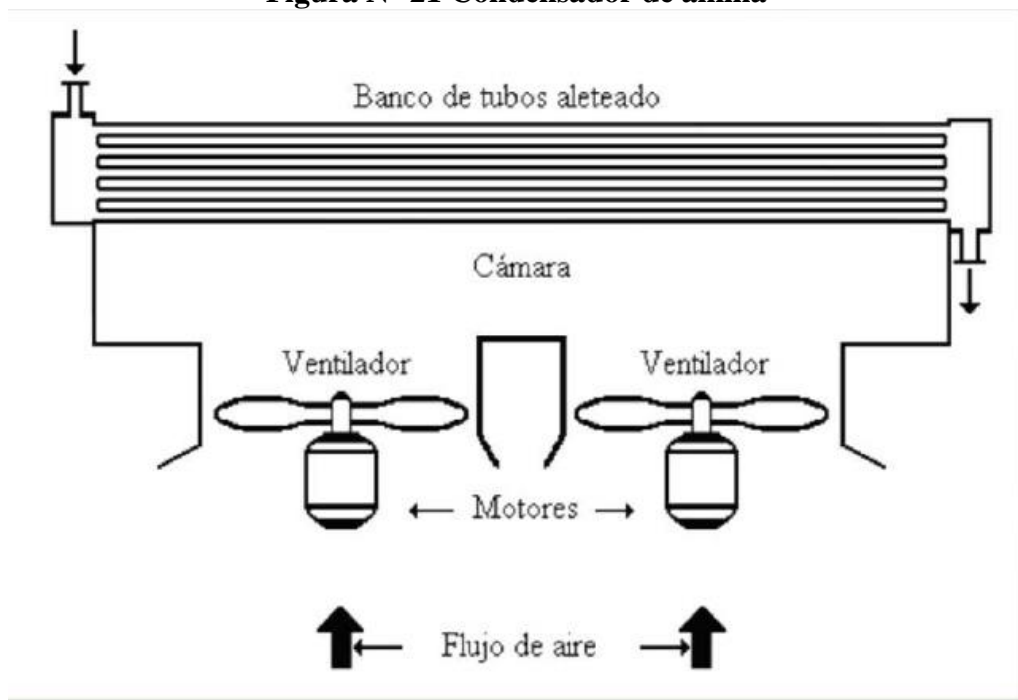 Figura N° 21 Condensador de amina
Banco de tubos aleteado
Cámara
Ventilador
Ventilador
Motores
Flujo de aire